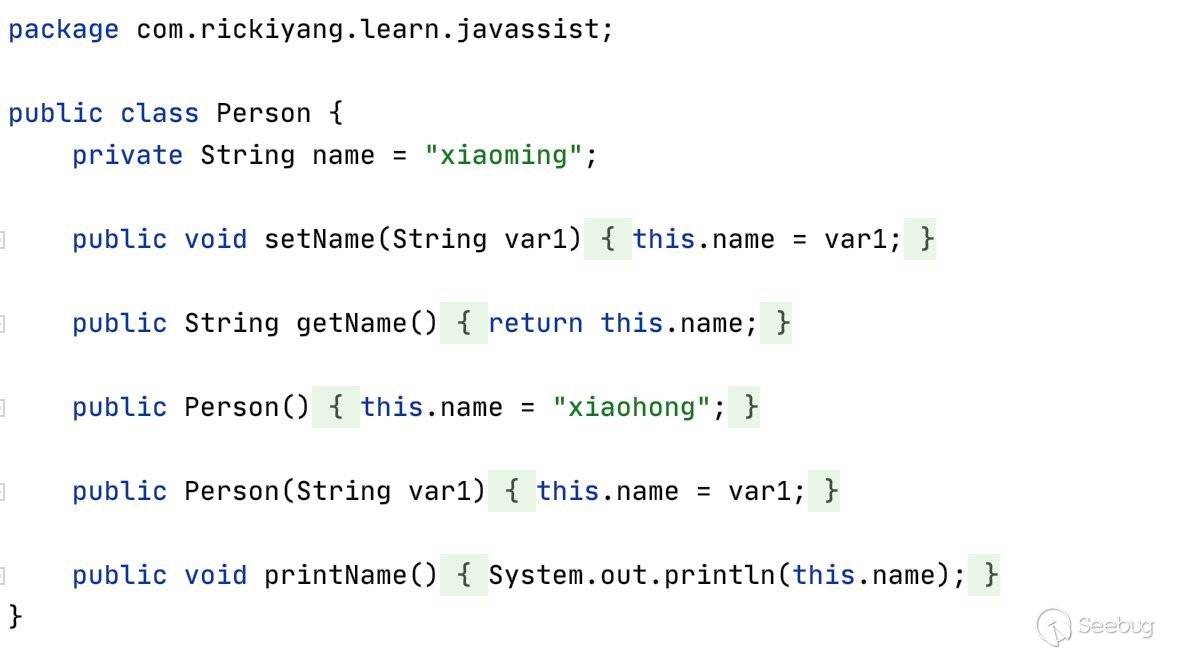 package com.rickiyang.learn.javassist;
public class Person {
    private String name = "xiaoming";
    public void setName(String var1) { this.name = var1; }
    public String getName() { return this.name; }
    public Person() { this.name = "xiaohong"; }
    public Person(String var1) { this.name = var1; }
    public void printName() { System.out.println(this.name); }
}
Seebug